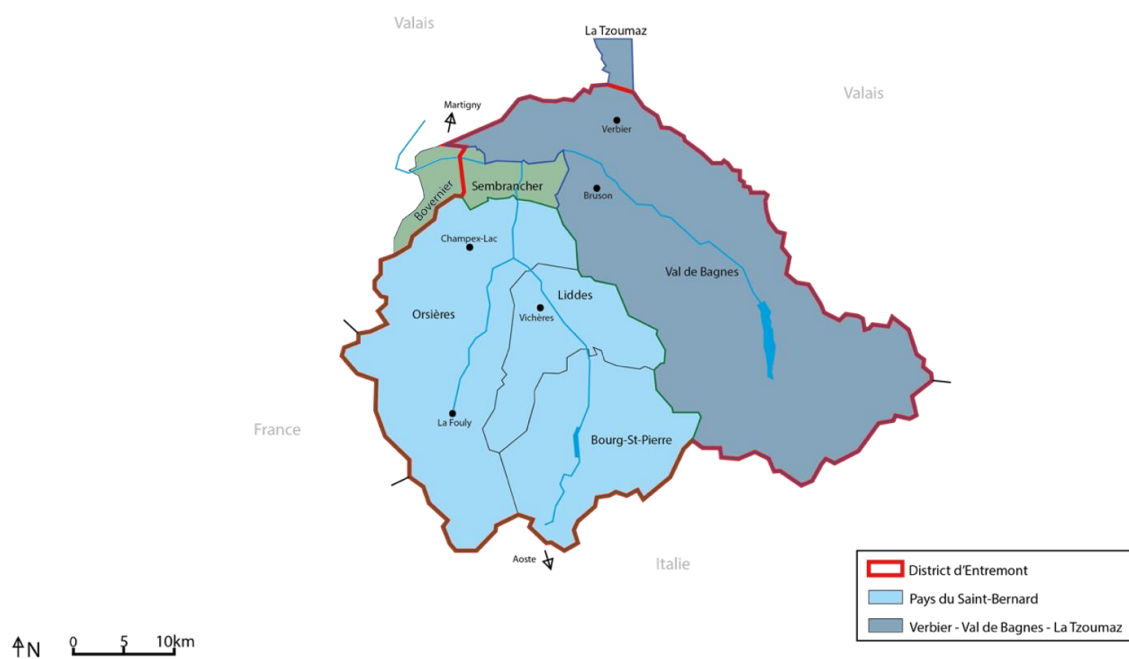 Valais
La Tzoumaz
Valais
Martigny
Verbier
Bovernier
Sembrancher
Bruson
Champex-Lac
Val de Bagnes
Liddes
Orsières
Vichères
La Fouly
France
Bourg-St-Pierre
Aoste
Italie
District d'Entremont
Pays du Saint-Bernard
Verbier - Val de Bagnes - La Tzoumaz
N 0 5 10km